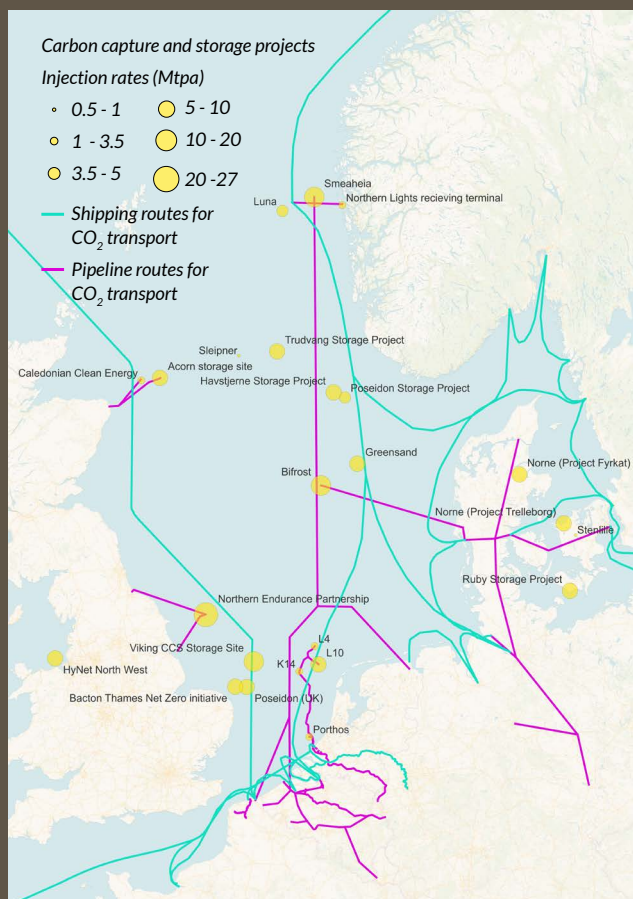 Carbon capture and storage projects
Injection rates (Mtpa)
0.5 - 1
5 - 10
1 - 3.5
10 - 20
3.5 - 5
20 -27
Shipping routes for
CO2 transport
Pipeline routes for
CO2 transport
Smeaheia
Luna
Northern Lights recieving terminal
Trudvang Storage Project
Sleipner
Acorn storage site
Caledonian Clean Energy
Havstjerne Storage Project
Poseidon Storage Project
Greensand
Bifrost
Norne (Project Fyrkat)
Norne (Project Trelleborg)
Stenlille
Ruby Storage Project
Northern Endurance Partnership
Viking CCS Storage Site
L4
L10
K14
HyNet North West
Bacton Thames Net Zero initiative
Poseidon (UK)
Porthos